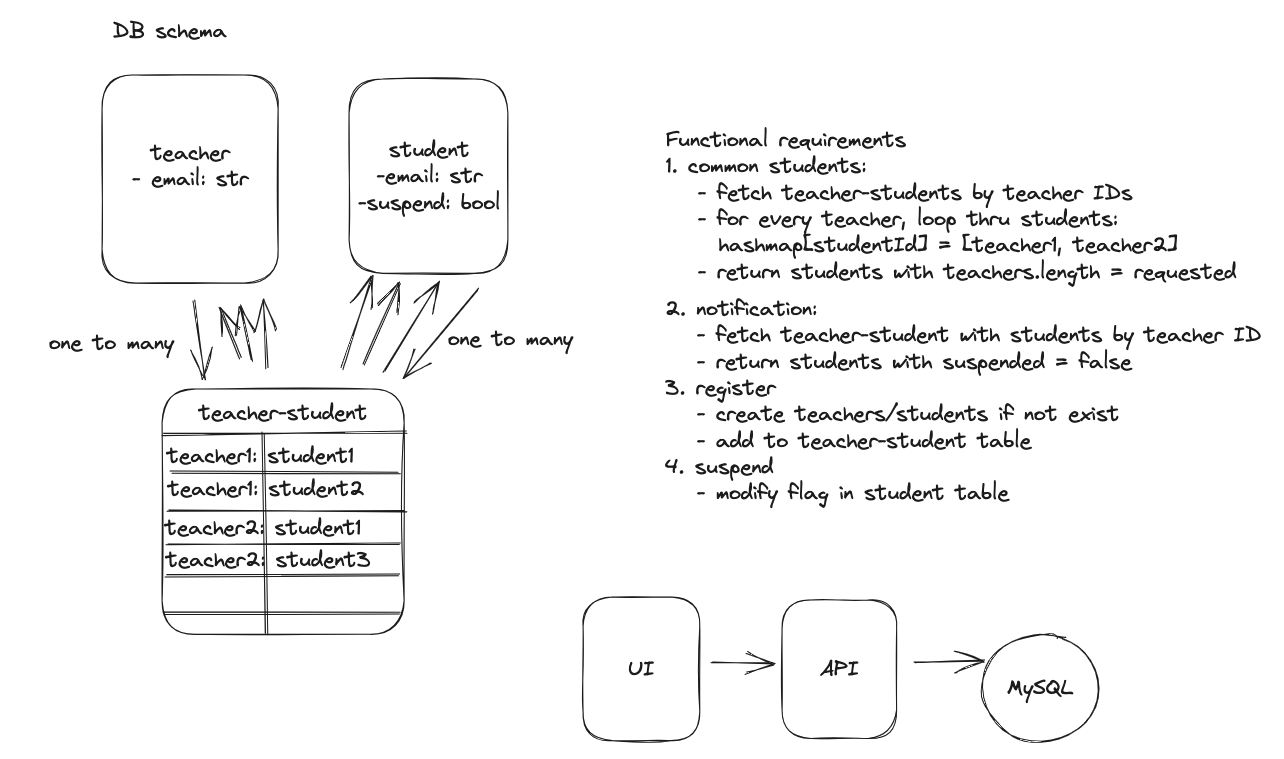 DB schema
teacher
- email: str
student
-email: str
-suspend: bool
one to many
one to many
teacher-student
teacher1: student1
teacher1: student2
teacher2: student1
teacher2: student3
Functional requirements
1. common students:
- fetch teacher-students by teacher IDs
- for every teacher, loop thru students:
hashmap[studentId] = [teacher1, teacher2]
- return students with teachers.length = requested
2. notification:
- fetch teacher-student with students by teacher ID
- return students with suspended = false
3. register
- create teachers/students if not exist
- add to teacher-student table
4. suspend
- modify flag in student table
UI
API
MySQL